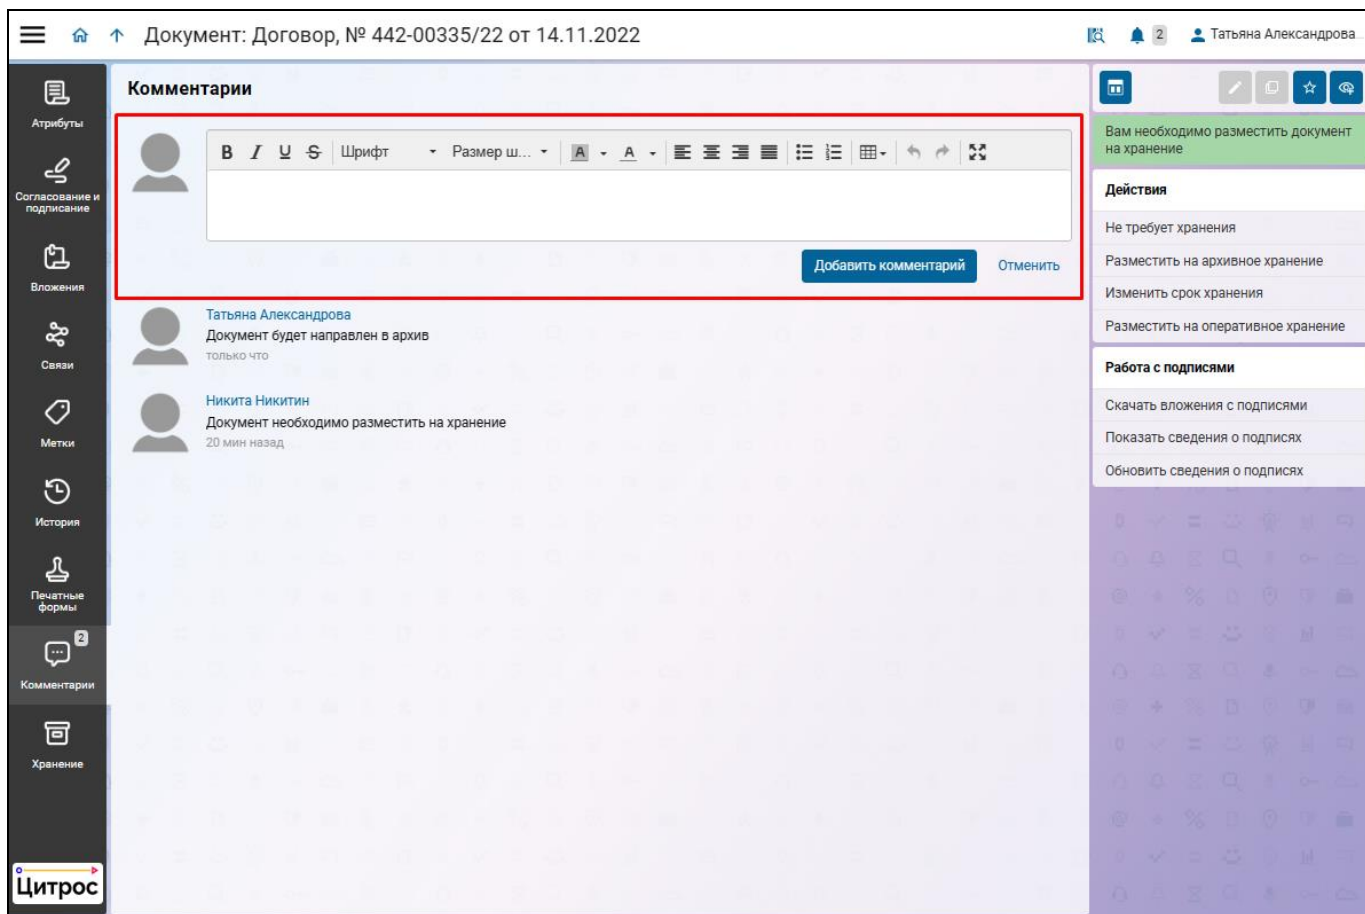 Документ: Договор, № 442-00335/22 от 14.11.2022
2
Татьяна Александрова...
Атрибуты
Согласование и
подписание
Вложения
Связи
Метки
История
Печатные
формы
2
Комментарии
Хранение
Цитрос
Комментарии
B I U S Шрифт Размер ш... A A
Добавить комментарий Отменить
Татьяна Александрова
Документ будет направлен в архив
только что
Никита Никитин
Документ необходимо разместить на хранение
20 мин назад
Вам необходимо разместить документ
на хранение
Действия
Не требует хранения
Разместить на архивное хранение
Изменить срок хранения
Разместить на оперативное хранение
Работа с подписями
Скачать вложения с подписями
Показать сведения о подписях
Обновить сведения о подписях